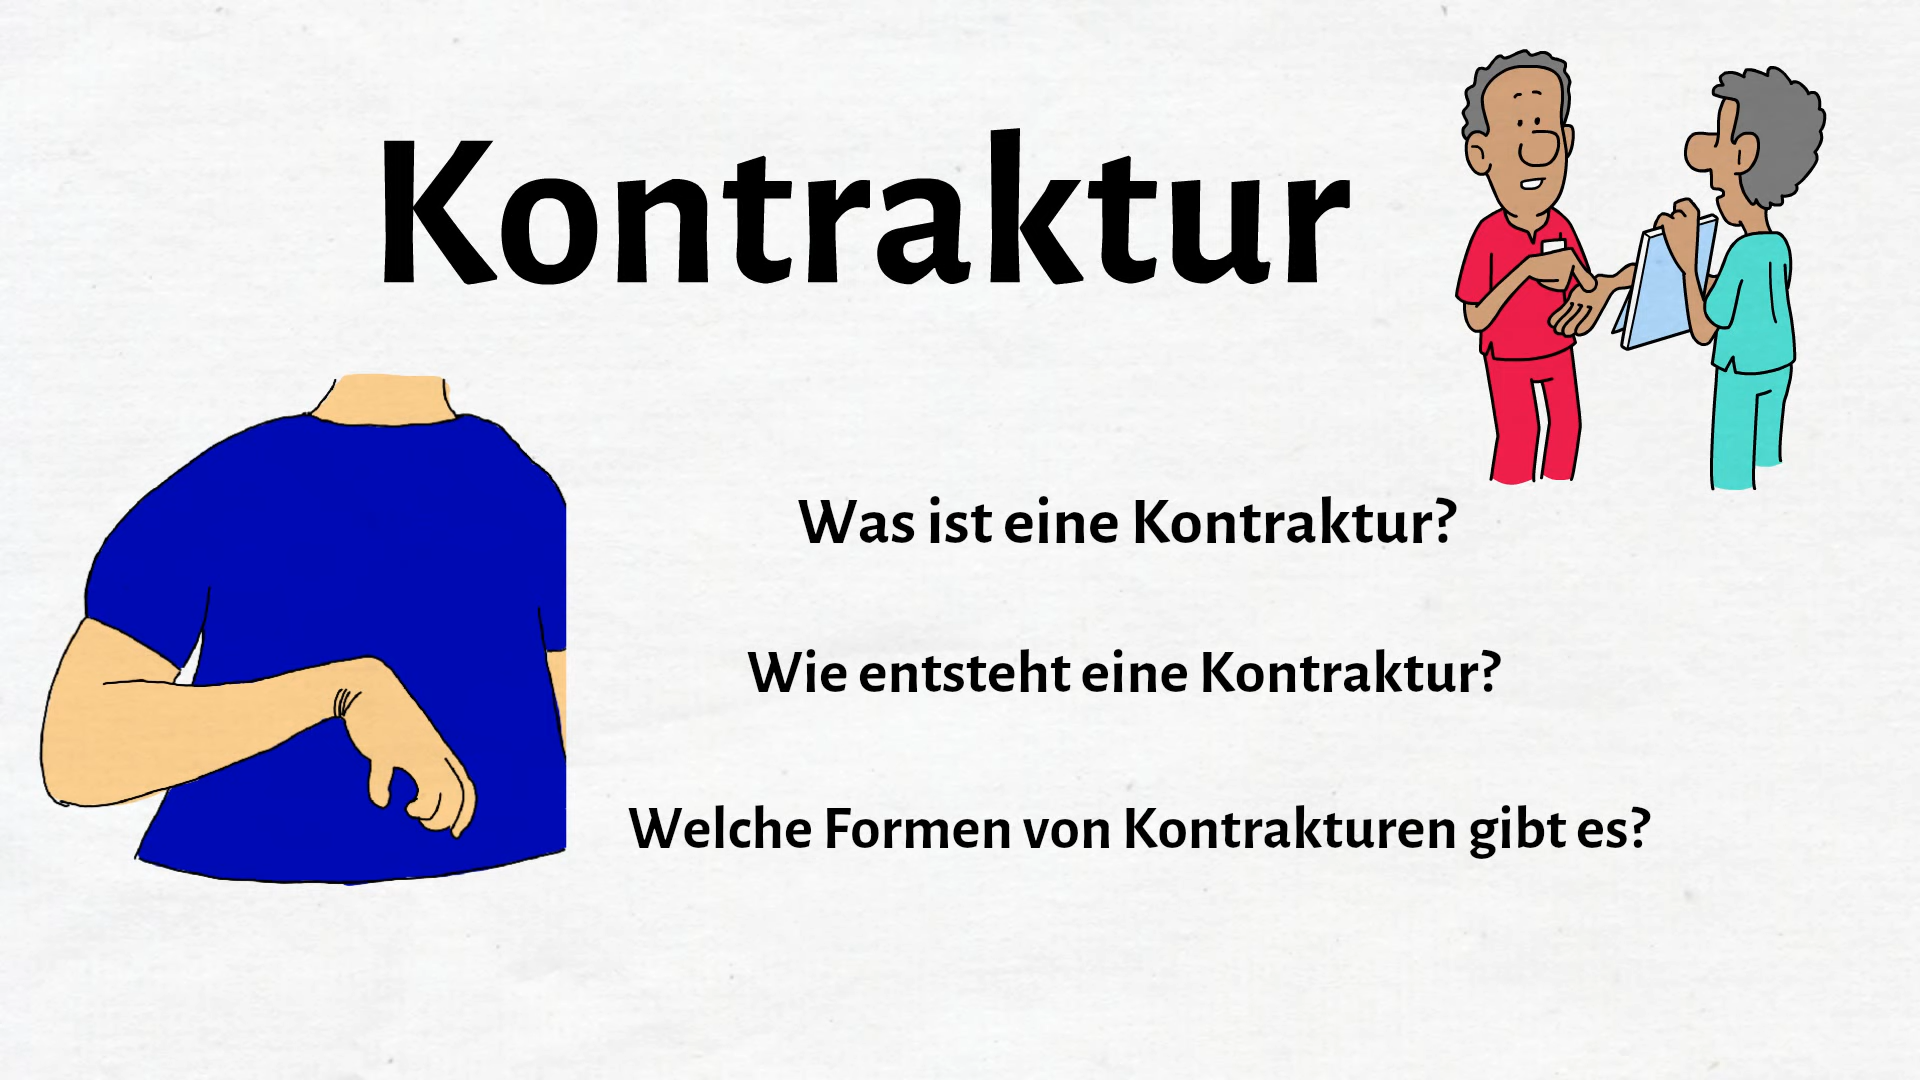 Kontraktur
Was ist eine Kontraktur?
Wie entsteht eine Kontraktur?
Welche Formen von Kontrakturen gibt es?